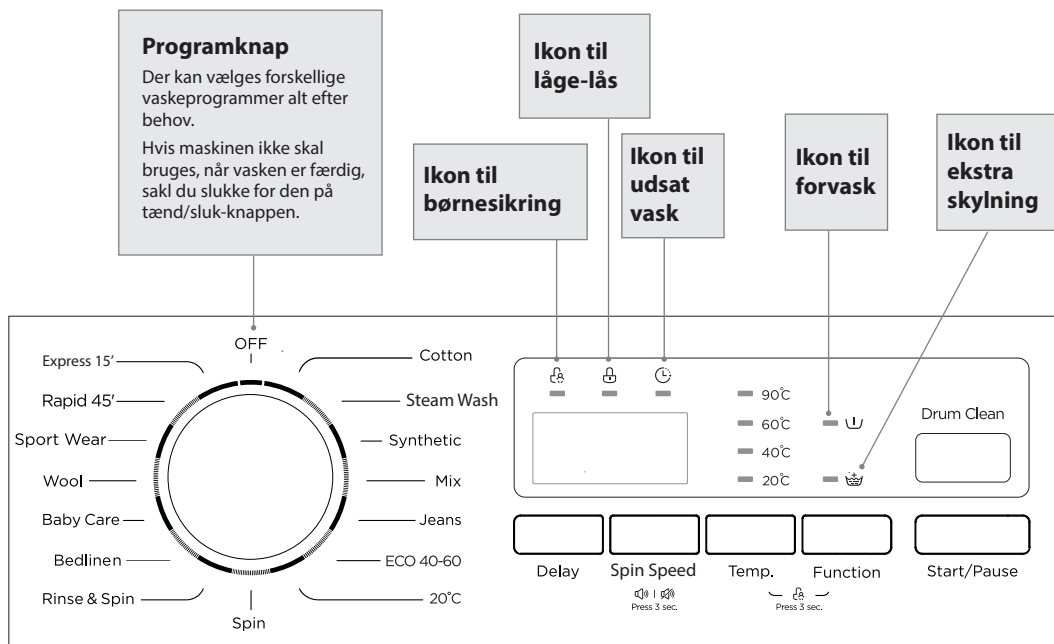 Programknap
Der kan vælges forskellige
vaskeprogrammer alt efter
behov.
Hvis maskinen ikke skal
bruges, når vasken er færdig,
sakl du slukke for den på
tænd/sluk-knappen.
Ikon til
låge-lås
Ikon til
børnesikring
Ikon til
udsat
vask
Ikon til
forvask
Ikon til
ekstra
skylning
OFF
Express 15'
Rapid 45'
Sport Wear
Wool
Baby Care
Bedlinen
Rinse & Spin
Spin
Cotton
Steam Wash
Synthetic
Mix
Jeans
ECO 40-60
20°C
90°C
60°C
40°C
20°C
Drum Clean
Delay
Spin Speed
Press 3 sec.
Temp.
Function
Press 3 sec.
Start/Pause